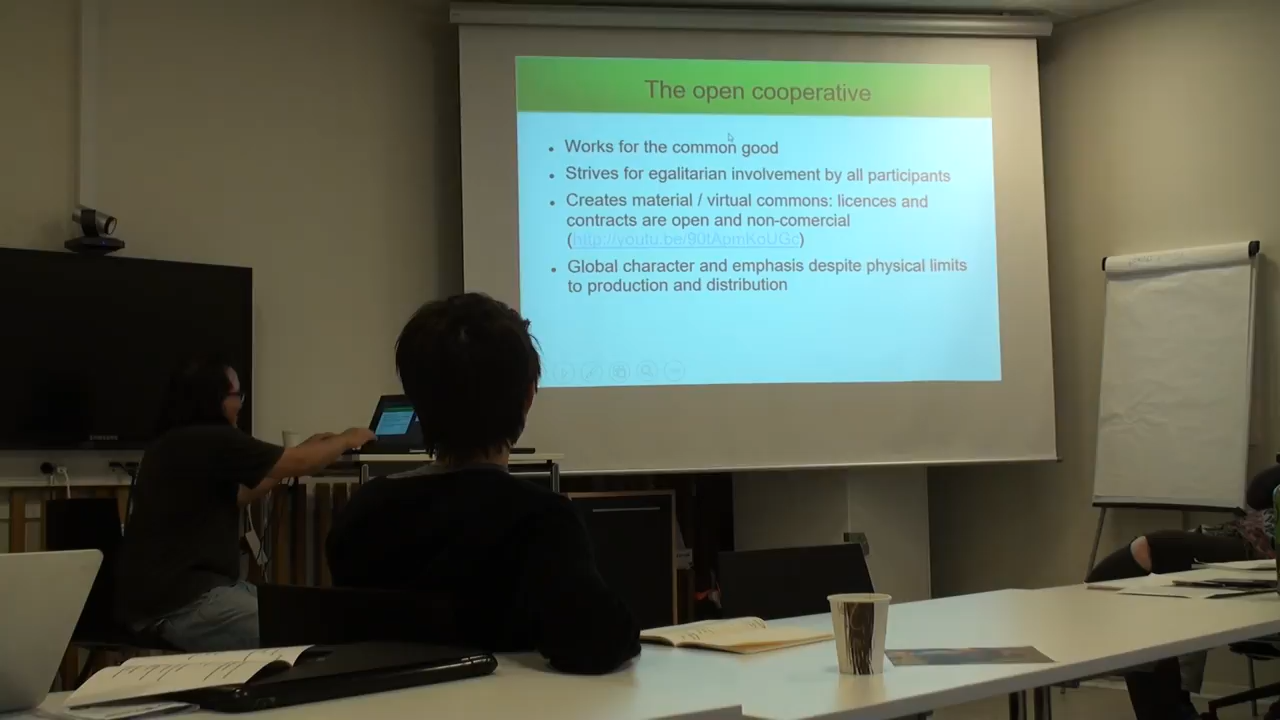 The open cooperative
• Works for the common good
• Strives for egalitarian involvement by all participants
• Creates material / virtual commons: licences and
contracts are open and non-comercial
(http://youtu.be/90tApmKoUGc)
• Global character and emphasis despite physical limits
to production and distribution
SAMSUNG